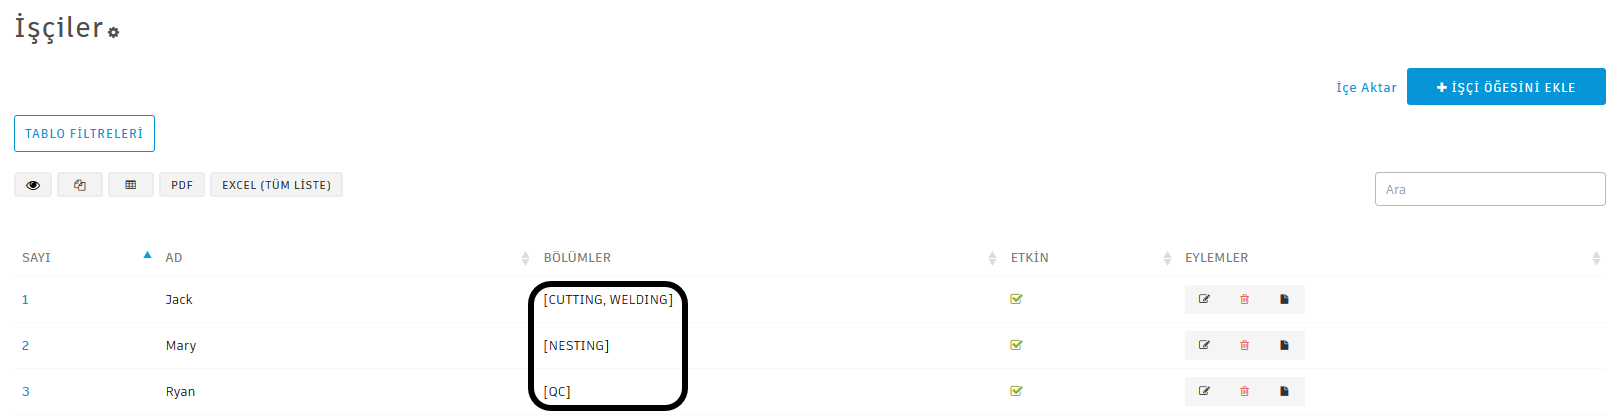 İşçiler
İçe Aktar
İŞÇİ ÖĞESİNİ EKLE
TABLO FİLTRELERİ
PDF EXCEL (TÜM LİSTE)
Ara
SAYI AD BÖLÜMLER ETKİN EYLEMLER
1 Jack [CUTTING, WELDING]
2 Mary [NESTING]
3 Ryan [QC]